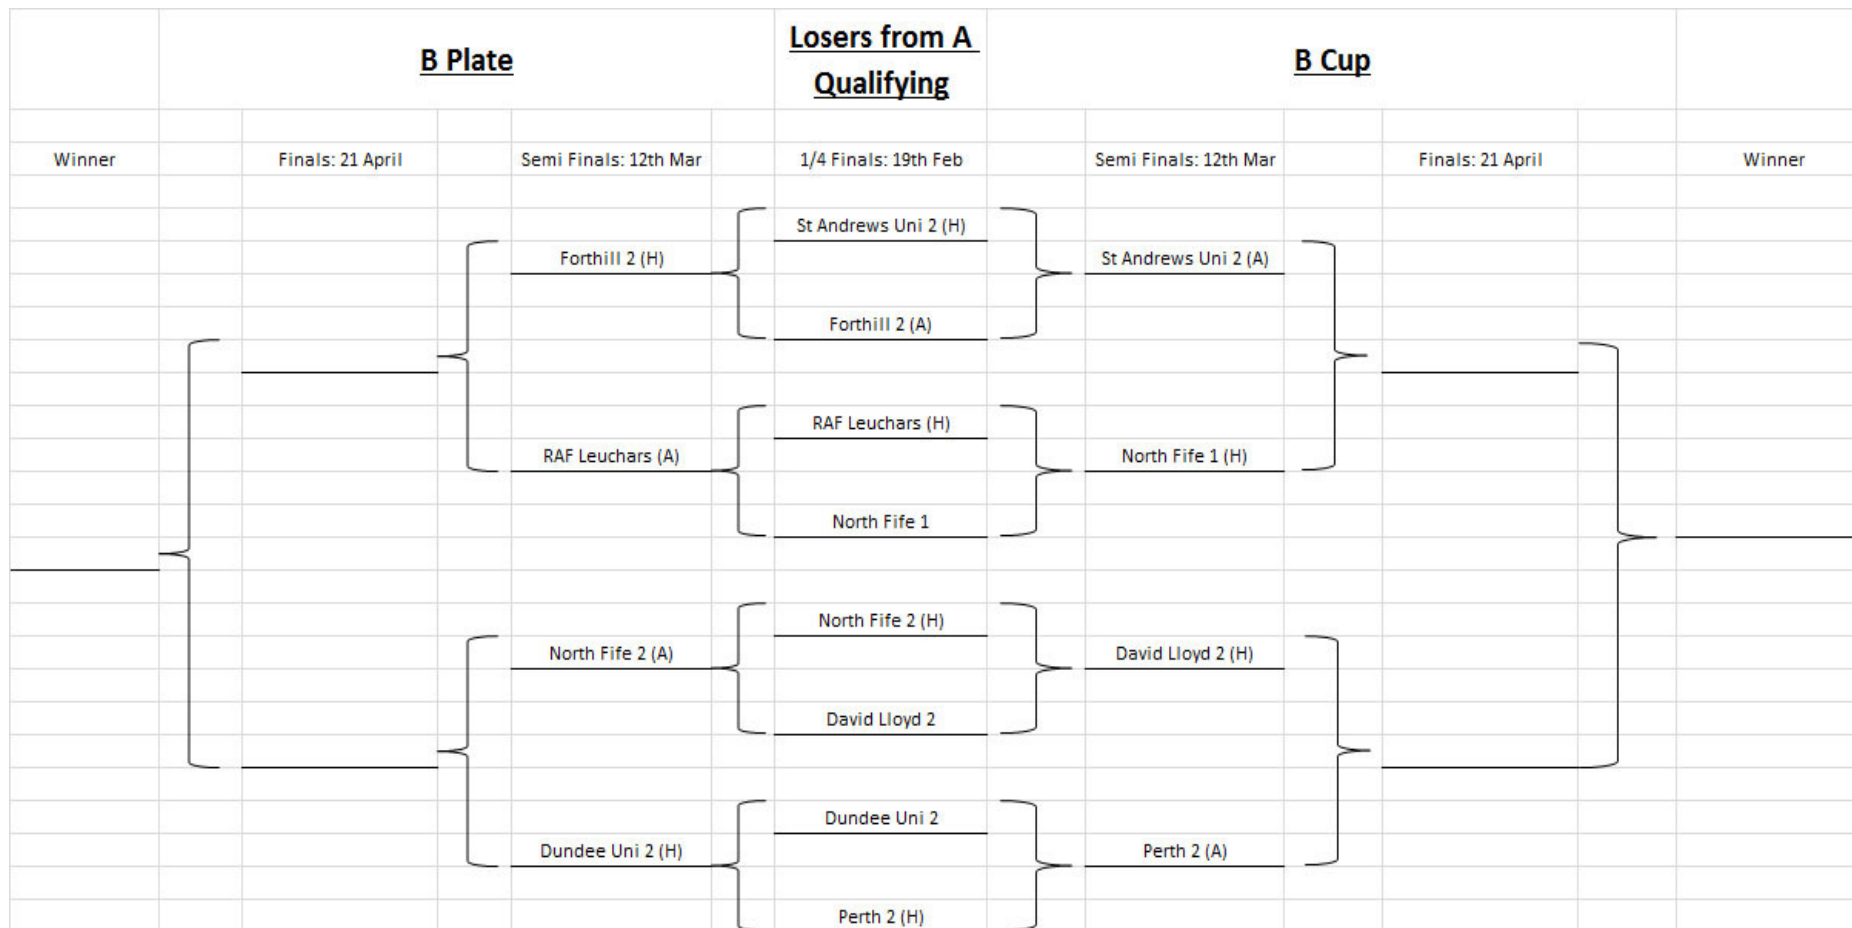 B Plate
Losers from A
Qualifying
B Cup
Winner
Finals: 21 April
Semi Finals: 12th Mar
1/4 Finals: 19th Feb
Semi Finals: 12th Mar
Finals: 21 April
Winner
St Andrews Uni 2 (H)
Forthill 2 (H)
St Andrews Uni 2 (A)
Forthill 2 (A)
RAF Leuchars (H)
RAF Leuchars (A)
North Fife 1 (H)
North Fife 1
North Fife 2 (H)
North Fife 2 (A)
David Lloyd 2 (H)
David Lloyd 2
Dundee Uni 2
Dundee Uni 2 (H)
Perth 2 (A)
Perth 2 (H)